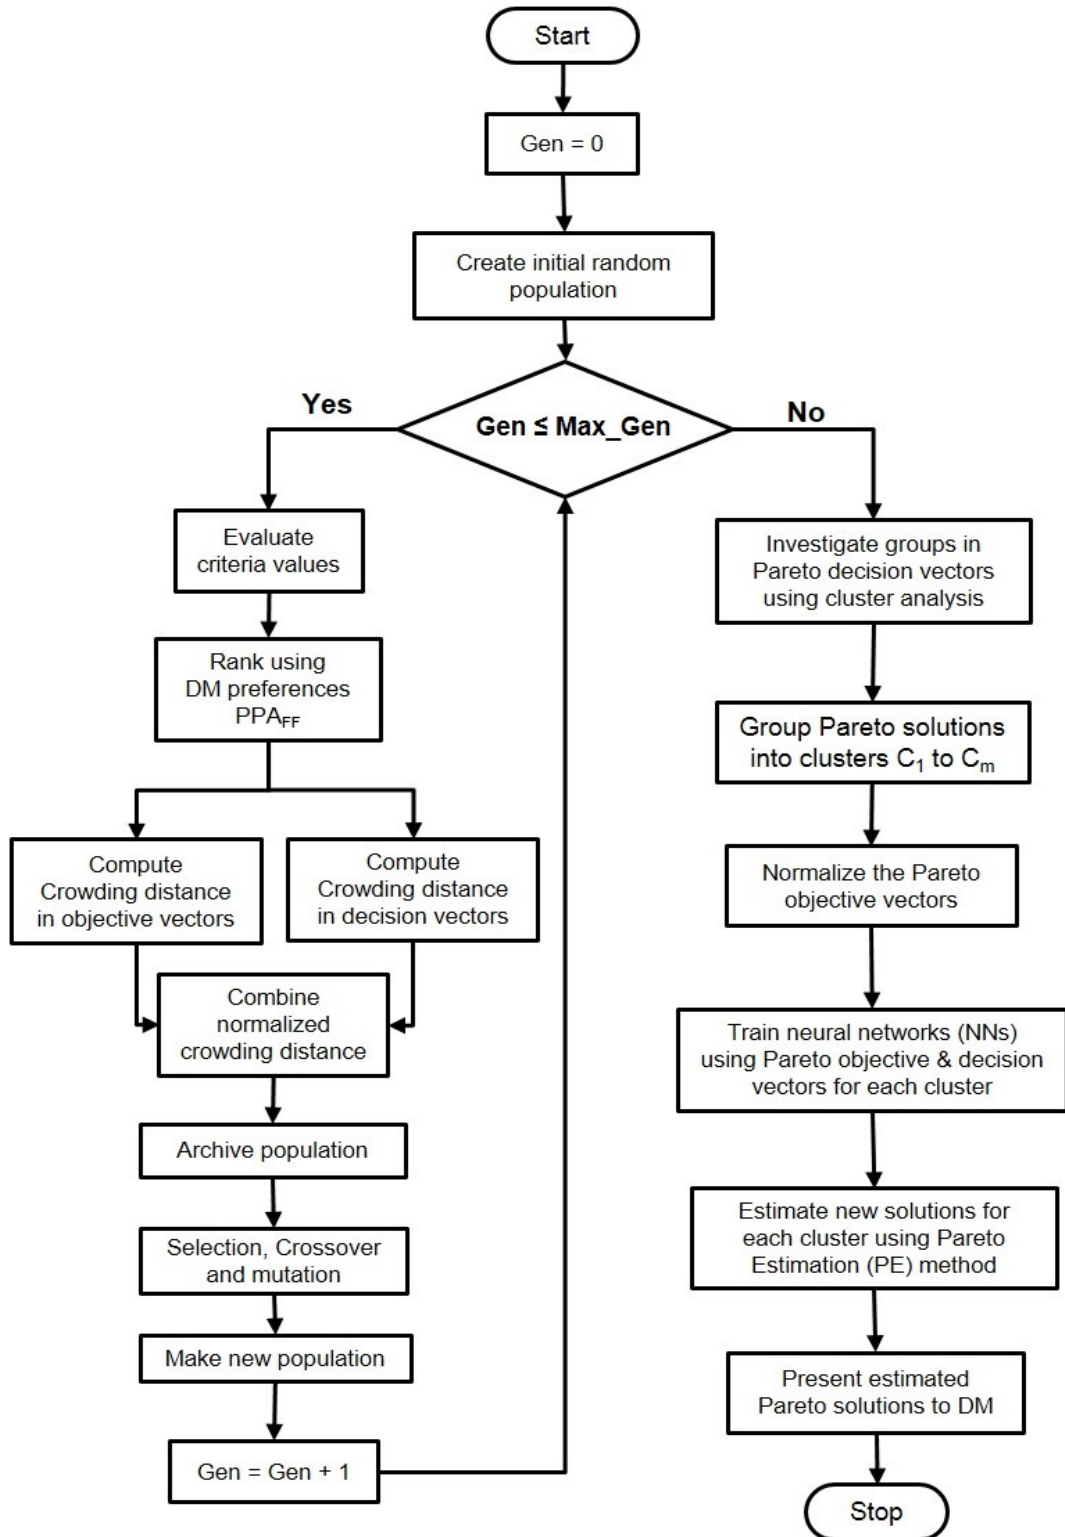 Start
Gen = 0
Create initial random
population
Gen ≤ Max_Gen
Yes
No
Evaluate
criteria values
Rank using
DM preferences
PPA_FF
Compute
Crowding distance
in objective vectors
Compute
Crowding distance
in decision vectors
Combine
normalized
crowding distance
Archive population
Selection, Crossover
and mutation
Make new population
Gen = Gen + 1
Investigate groups in
Pareto decision vectors
using cluster analysis
Group Pareto solutions
into clusters C₁ to Cₘ
Normalize the Pareto
objective vectors
Train neural networks (NNs)
using Pareto objective & decision
vectors for each cluster
Estimate new solutions for
each cluster using Pareto
Estimation (PE) method
Present estimated
Pareto solutions to DM
Stop